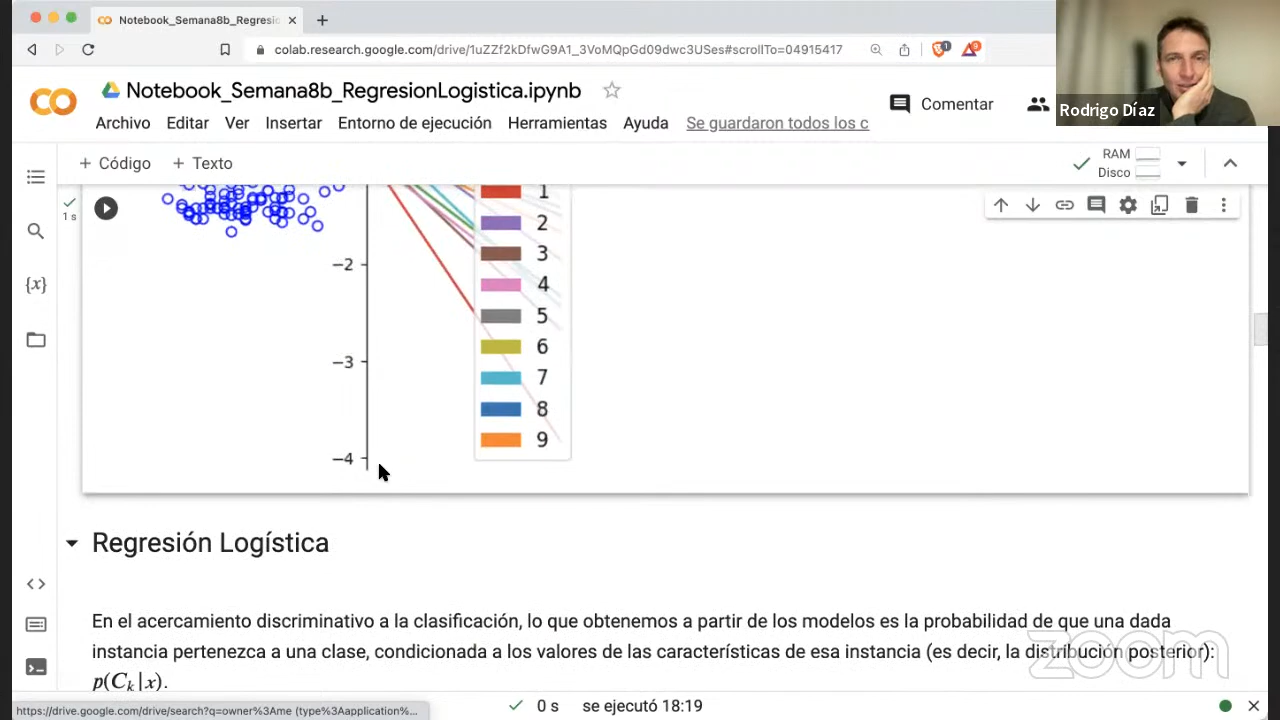 Notebook_Semana8b_Regresio
colab.research.google.com/drive/1uZZf2kDfwG9A1_3VoMQpGd09dwc3USes#scrollTo=04915417
1
9
Notebook_Semana8b_RegresionLogistica.ipynb
Comentar
Rodrigo Díaz
Archivo Editar Ver Insertar Entorno de ejecución Herramientas Ayuda Se guardaron todos los c
+ Código + Texto
RAM
Disco
1 s
{x}
1
2
3
4
5
6
7
8
9
−2
−3
−4
Regresión Logística
En el acercamiento discriminativo a la clasificación, lo que obtenemos a partir de los modelos es la probabilidad de que una dada
instancia pertenezca a una clase, condicionada a los valores de las características de esa instancia (es decir, la distribución posterior):
p(C_k|x).
zoom
https://drive.google.com/drive/search?q=owner%3Ame (type%3Aapplication%...
0 s se ejecutó 18:19